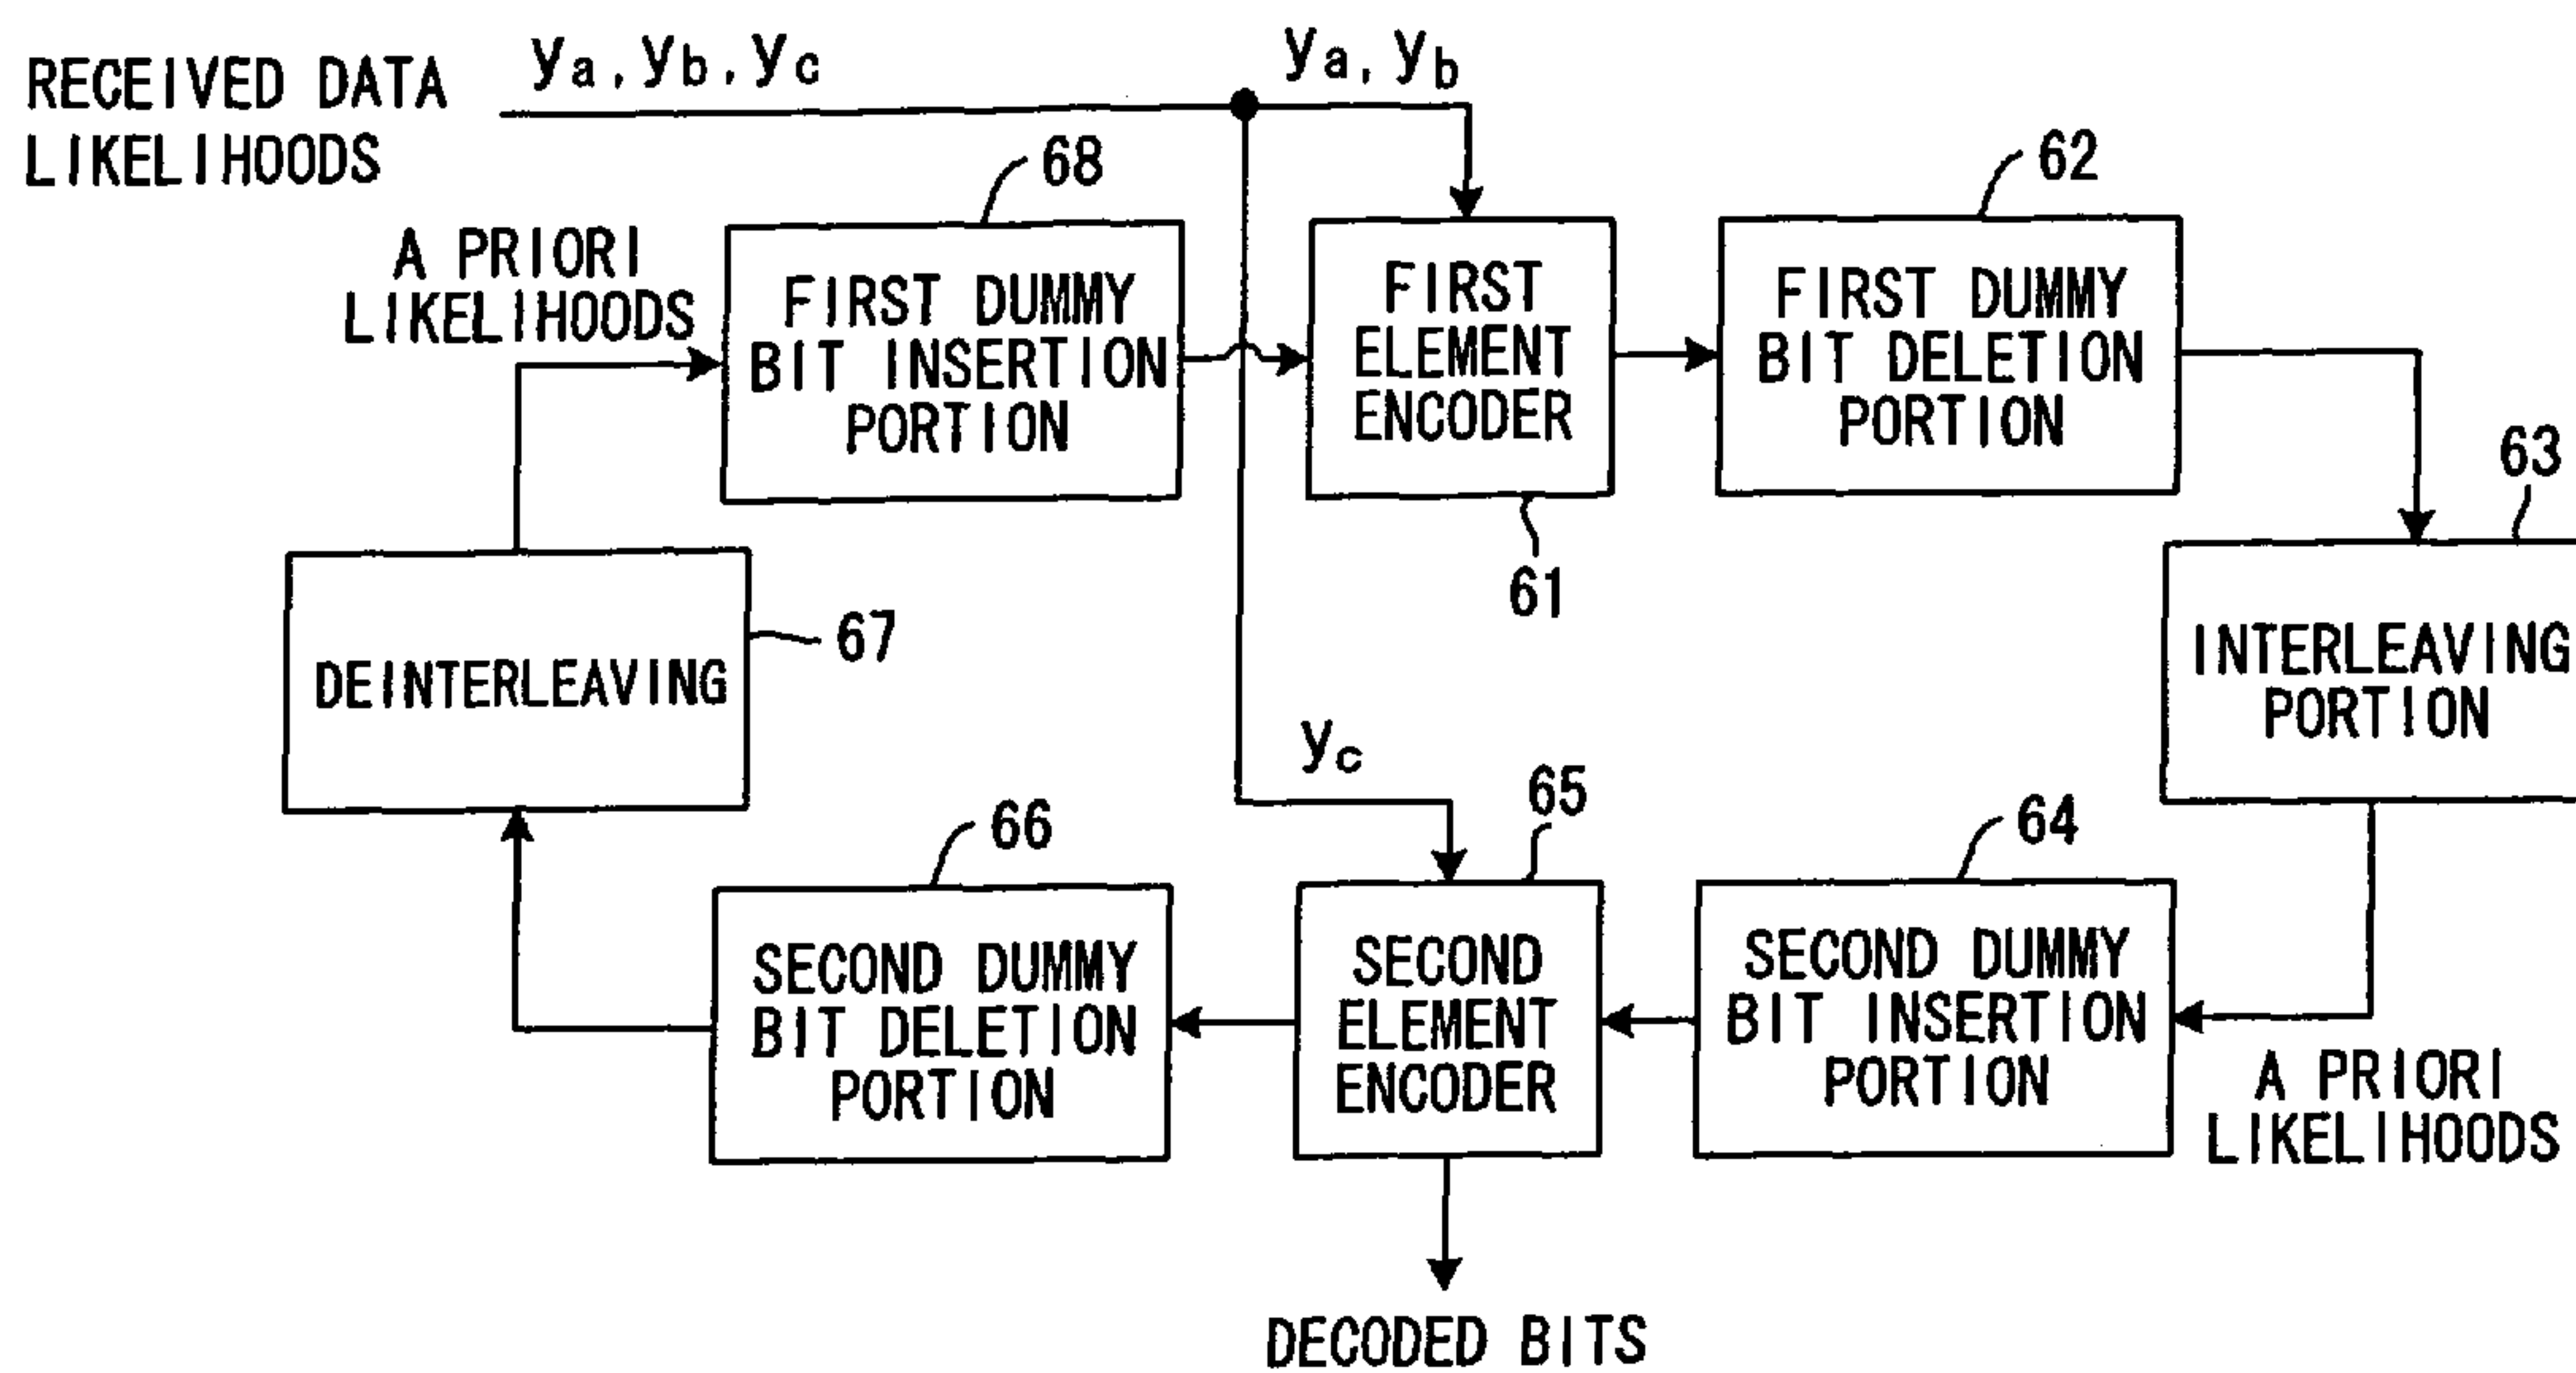 RECEIVED DATA
LIKELIHOODS
ya, yb, yc
ya, yb
68
62
A PRIORI
LIKELIHOODS
FIRST DUMMY
BIT INSERTION
PORTION
FIRST
ELEMENT
ENCODER
FIRST DUMMY
BIT DELETION
PORTION
63
61
67
DEINTERLEAVING
INTERLEAVING
PORTION
yc
65
66
64
SECOND DUMMY
BIT DELETION
PORTION
SECOND
ELEMENT
ENCODER
SECOND DUMMY
BIT INSERTION
PORTION
A PRIORI
LIKELIHOODS
DECODED BITS